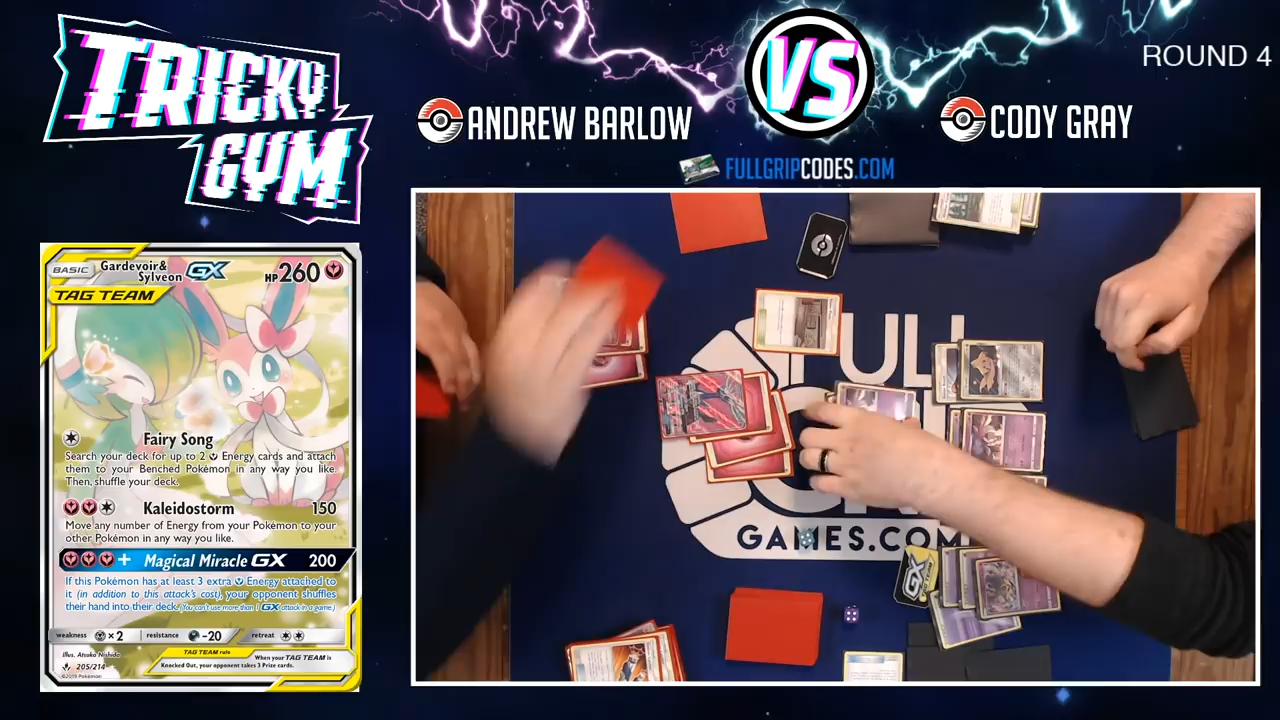 TRICKY
GYM
ANDREW BARLOW
VS
CODY GRAY
ROUND 4
FULLGRIPCODES.COM
BASIC
Gardevoir&
Sylveon GX
HP260
TAG TEAM
Fairy Song
Search your deck for up to 2 Energy cards and attach
them to your Benched Pokémon in any way you like.
Then, shuffle your deck.
Kaleidostorm 150
Move any number of Energy from your Pokémon to your
other Pokémon in any way you like.
+ Magical Miracle GX 200
If this Pokémon has at least 3 extra Energy attached to
it (in addition to this attack's cost), your opponent shuffles
their hand into their deck. (You can't use more than 1 GX attack in a game.)
weakness ×2 resistance -20 retreat
Illus. Atsuko Nishida
TAG TEAM rule
When your TAG TEAM is
Knocked Out, your opponent takes 3 Prize cards.
205/214
©2019 Pokémon
FULL
GAMES.COM
GX